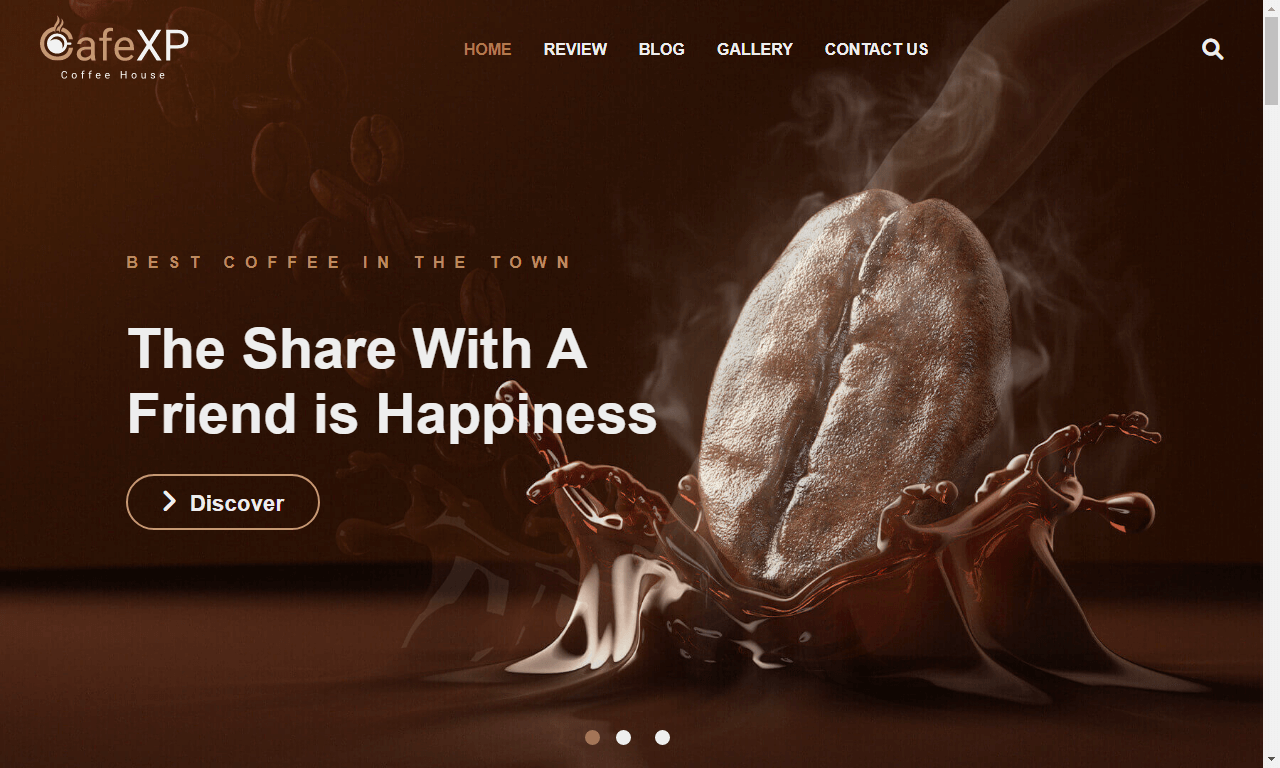 CafeXP
Coffee House
HOME REVIEW BLOG GALLERY CONTACT US
BEST COFFEE IN THE TOWN
The Share With A
Friend is Happiness
Discover